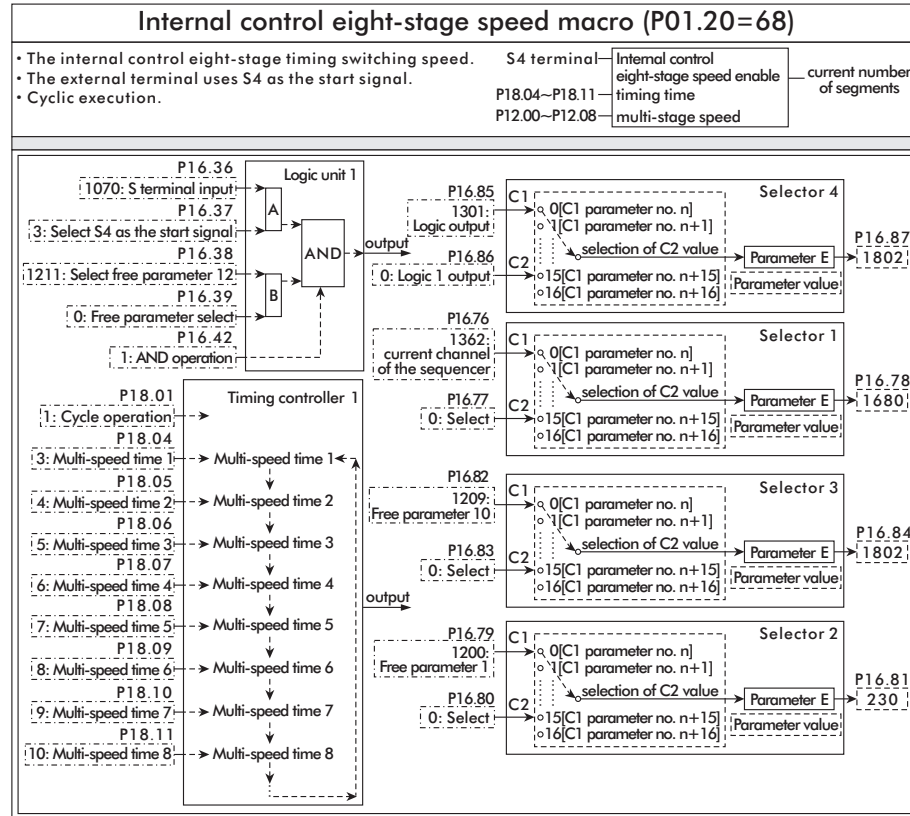 Internal control eight-stage speed macro (P01.20=68)
• The internal control eight-stage timing switching speed.
• The external terminal uses S4 as the start signal.
• Cyclic execution.
S4 terminal
Internal control
eight-stage speed enable
P18.04~P18.11
timing time
P12.00~P12.08
multi-stage speed
current number
of segments
P16.36
1070: S terminal input
P16.37
3: Select S4 as the start signal
P16.38
1211: Select free parameter 12
P16.39
0: Free parameter select
P16.42
1: AND operation
Logic unit 1
A
B
AND
output
P18.01
1: Cycle operation
P18.04
3: Multi-speed time 1
P18.05
4: Multi-speed time 2
P18.06
5: Multi-speed time 3
P18.07
6: Multi-speed time 4
P18.08
7: Multi-speed time 5
P18.09
8: Multi-speed time 6
P18.10
9: Multi-speed time 7
P18.11
10: Multi-speed time 8
Timing controller 1
Multi-speed time 1
Multi-speed time 2
Multi-speed time 3
Multi-speed time 4
Multi-speed time 5
Multi-speed time 6
Multi-speed time 7
Multi-speed time 8
output
P16.85
1301:
Logic output
P16.86
0: Logic 1 output
C1
C2
Selector 4
0[C1 parameter no. n]
1[C1 parameter no. n+1]
selection of C2 value
15[C1 parameter no. n+15]
16[C1 parameter no. n+16]
Parameter E
Parameter value
P16.87
1802
P16.76
1362:
current channel
of the sequencer
P16.77
0: Select
C1
C2
Selector 1
0[C1 parameter no. n]
1[C1 parameter no. n+1]
selection of C2 value
15[C1 parameter no. n+15]
16[C1 parameter no. n+16]
Parameter E
Parameter value
P16.78
1680
P16.82
1209:
Free parameter 10
P16.83
0: Select
C1
C2
Selector 3
0[C1 parameter no. n]
1[C1 parameter no. n+1]
selection of C2 value
15[C1 parameter no. n+15]
16[C1 parameter no. n+16]
Parameter E
Parameter value
P16.84
1802
P16.79
1200:
Free parameter 1
P16.80
0: Select
C1
C2
Selector 2
0[C1 parameter no. n]
1[C1 parameter no. n+1]
selection of C2 value
15[C1 parameter no. n+15]
16[C1 parameter no. n+16]
Parameter E
Parameter value
P16.81
230